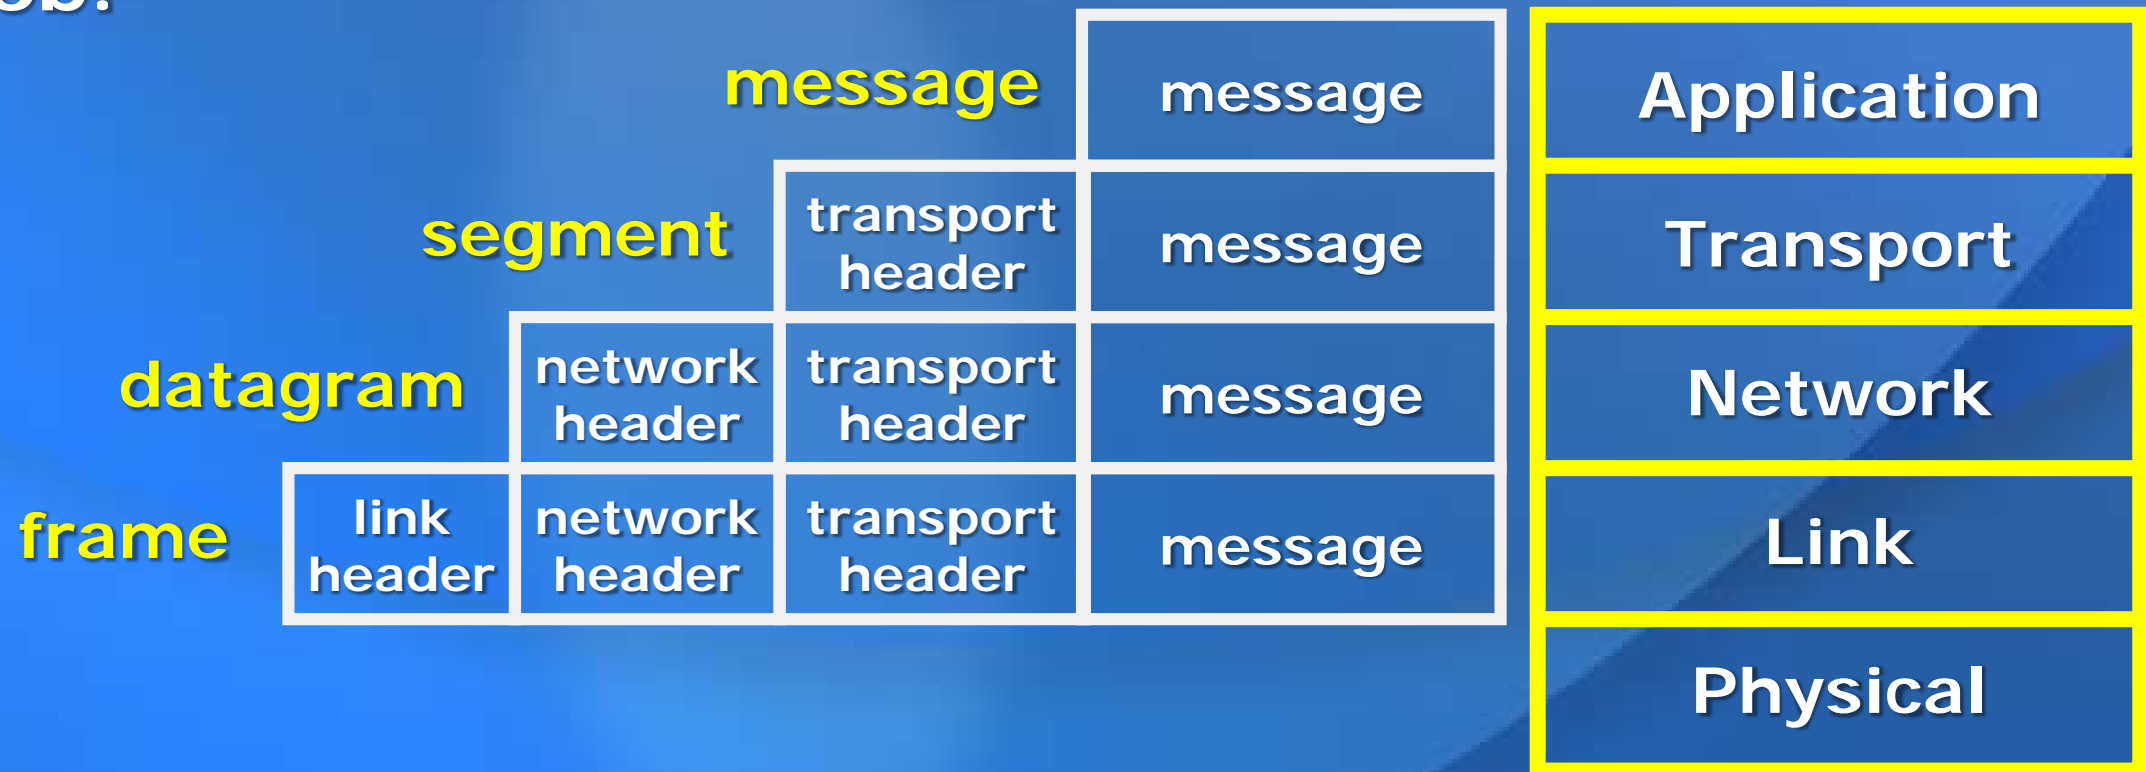 message message Application
segment transport header message Transport
datagram network header transport header message Network
frame link header network header transport header message Link
Physical